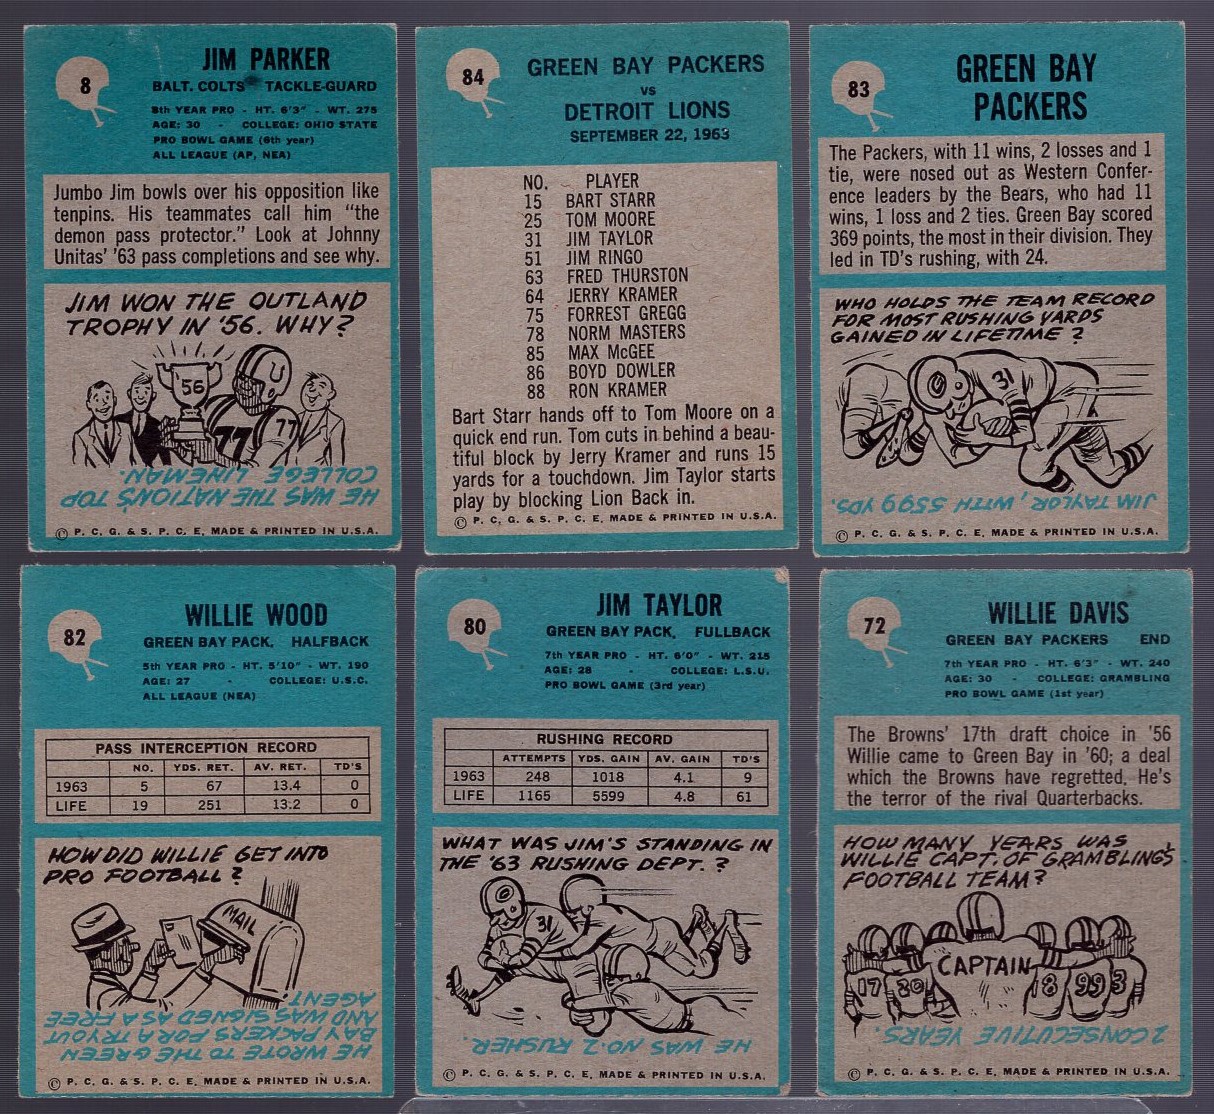 8
JIM PARKER
BALT. COLTS TACKLE-GUARD
8th YEAR PRO - HT. 6'3" - WT. 275
AGE: 30 - COLLEGE: OHIO STATE
PRO BOWL GAME (6th year)
ALL LEAGUE (AP, NEA)
Jumbo Jim bowls over his opposition like
tenpins. His teammates call him "the
demon pass protector." Look at Johnny
Unitas' '63 pass completions and see why.
JIM WON THE OUTLAND
TROPHY IN '56. WHY?
56
77
77
HE WAS THE NATION'S TOP
COLLEGE LINEMAN.
© P. C. G. & S. P. C. E. MADE & PRINTED IN U.S.A.
84
GREEN BAY PACKERS
VS
DETROIT LIONS
SEPTEMBER 22, 1963
NO. PLAYER
15 BART STARR
25 TOM MOORE
31 JIM TAYLOR
51 JIM RINGO
63 FRED THURSTON
64 JERRY KRAMER
75 FORREST GREGG
78 NORM MASTERS
85 MAX McGEE
86 BOYD DOWLER
88 RON KRAMER
Bart Starr hands off to Tom Moore on a
quick end run. Tom cuts in behind a beau-
tiful block by Jerry Kramer and runs 15
yards for a touchdown. Jim Taylor starts
play by blocking Lion Back in.
© P. C. G. & S. P. C. E. MADE & PRINTED IN U.S.A.
83
GREEN BAY
PACKERS
The Packers, with 11 wins, 2 losses and 1
tie, were nosed out as Western Confer-
ence leaders by the Bears, who had 11
wins, 1 loss and 2 ties. Green Bay scored
369 points, the most in their division. They
led in TD's rushing, with 24.
WHO HOLDS THE TEAM RECORD
FOR MOST RUSHING YARDS
GAINED IN LIFETIME?
31
JIM TAYLOR, WITH 5599 YDS.
© P. C. G. & S. P. C. E. MADE & PRINTED IN U.S.A.
82
WILLIE WOOD
GREEN BAY PACK. HALFBACK
5th YEAR PRO - HT. 5'10" - WT. 190
AGE: 27 - COLLEGE: U.S.C.
ALL LEAGUE (NEA)
PASS INTERCEPTION RECORD
NO. YDS. RET. AV. RET. TD'S
1963 5 67 13.4 0
LIFE 19 251 13.2 0
HOW DID WILLIE GET INTO
PRO FOOTBALL?
MAIL
HE WROTE TO THE GREEN
BAY PACKERS FOR A TRYOUT
AND WAS SIGNED AS A FREE
AGENT.
© P. C. G. & S. P. C. E. MADE & PRINTED IN U.S.A.
80
JIM TAYLOR
GREEN BAY PACK. FULLBACK
7th YEAR PRO - HT. 6'0" - WT. 215
AGE: 28 - COLLEGE: L.S.U.
PRO BOWL GAME (3rd year)
RUSHING RECORD
ATTEMPTS YDS. GAIN AV. GAIN TD'S
1963 248 1018 4.1 9
LIFE 1165 5599 4.8 61
WHAT WAS JIM'S STANDING IN
THE '63 RUSHING DEPT.?
31
HE WAS NO. 2 RUSHER.
© P. C. G. & S. P. C. E. MADE & PRINTED IN U.S.A.
72
WILLIE DAVIS
GREEN BAY PACKERS END
7th YEAR PRO - HT. 6'3" - WT. 240
AGE: 30 - COLLEGE: GRAMBLING
PRO BOWL GAME (1st year)
The Browns' 17th draft choice in '56
Willie came to Green Bay in '60; a deal
which the Browns have regretted. He's
the terror of the rival Quarterbacks.
HOW MANY YEARS WAS
WILLIE CAPT. OF GRAMBLING'S
FOOTBALL TEAM?
CAPTAIN
17 20 18 99 3
2 CONSECUTIVE YEARS.
© P. C. G. & S. P. C. E. MADE & PRINTED IN U.S.A.